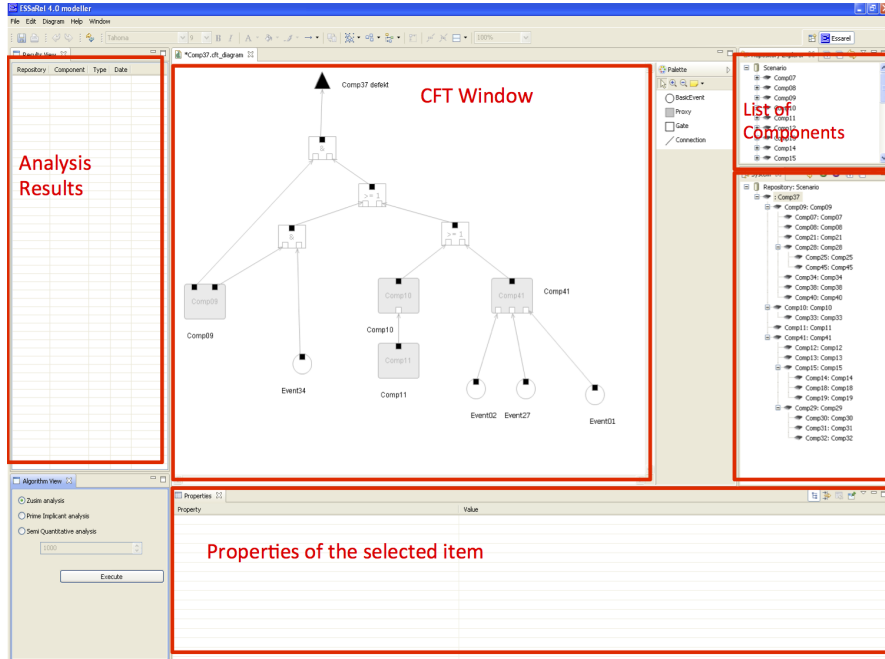 ESSaRel 4.0 modeller
File Edit Diagram Help Window
Tahoma 9 B I A 100% Essarel
Results View
Repository Component Type Date
Analysis
Results
*Comp37.cft_diagram
CFT Window
Comp37 defekt
&
>= 1
&
>= 1
Comp09
Comp10
Comp41
Comp41
Comp09
Comp10
Comp11
Comp11
Event34
Event02 Event27
Event01
Palette
BasicEvent
Proxy
Gate
Connection
Repository Explorer
List of
Components
Scenario
Comp07
Comp08
Comp09
Comp10
Comp11
Comp14
Comp15
System
Repository: Scenario
: Comp37
Comp09: Comp09
Comp07: Comp07
Comp08: Comp08
Comp21: Comp21
Comp28: Comp28
Comp25: Comp25
Comp45: Comp45
Comp34: Comp34
Comp38: Comp38
Comp40: Comp40
Comp10: Comp10
Comp33: Comp33
Comp11: Comp11
Comp41: Comp41
Comp12: Comp12
Comp13: Comp13
Comp15: Comp15
Comp14: Comp14
Comp18: Comp18
Comp19: Comp19
Comp29: Comp29
Comp30: Comp30
Comp31: Comp31
Comp32: Comp32
Algorithm View
Zusim analysis
Prime Implicant analysis
Semi Quantitative analysis
1000
Execute
Properties
Property Value
Properties of the selected item